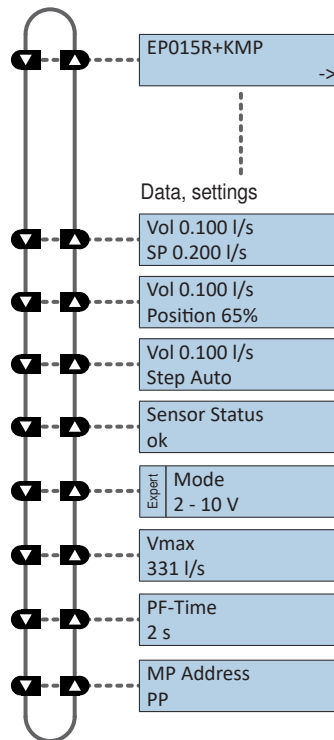 EP015R+KMP
->
Data, settings
Vol 0.100 l/s
SP 0.200 l/s
Vol 0.100 l/s
Position 65%
Vol 0.100 l/s
Step Auto
Sensor Status
ok
Expert
Mode
2 - 10 V
Vmax
331 l/s
PF-Time
2 s
MP Address
PP